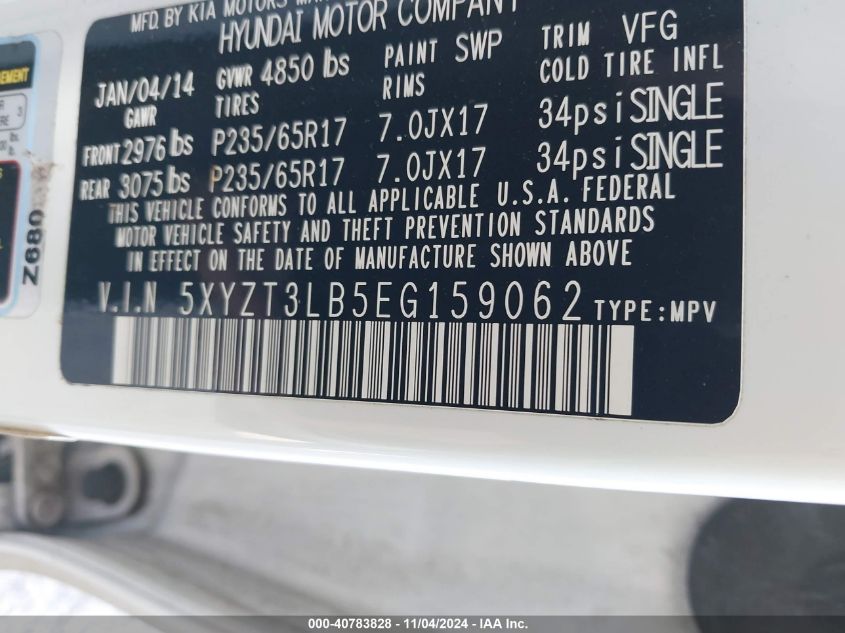 MFD. BY KIA MOTORS
HYUNDAI MOTOR COMPANY
JAN/04/14 GVWR 4850 lbs PAINT SWP TRIM VFG
GAWR TIRES RIMS COLD TIRE INFL
FRONT 2976 lbs P235/65R17 7.0JX17 34psi SINGLE
REAR 3075 lbs P235/65R17 7.0JX17 34psi SINGLE
THIS VEHICLE CONFORMS TO ALL APPLICABLE U.S.A. FEDERAL
MOTOR VEHICLE SAFETY AND THEFT PREVENTION STANDARDS
IN EFFECT ON THE DATE OF MANUFACTURE SHOWN ABOVE
V.I.N 5XYZT3LB5EG159062 TYPE:MPV
Z680
000-40783828 - 11/04/2024 - IAA Inc.